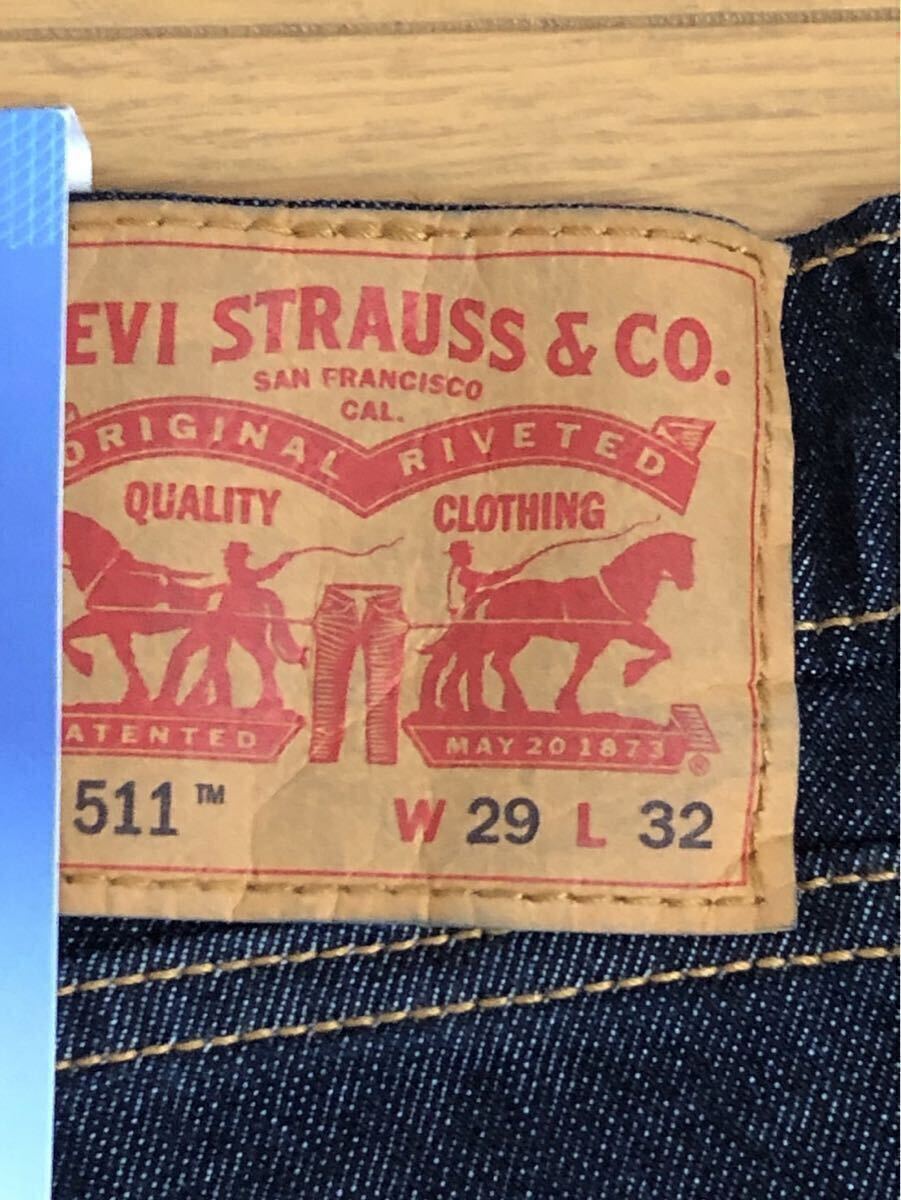 EVI STRAUSS & CO.
SAN FRANCISCO
CAL.
ORIGINAL RIVETED
QUALITY CLOTHING
ATENTED
MAY 20 1873 ®
511™ W 29 L 32